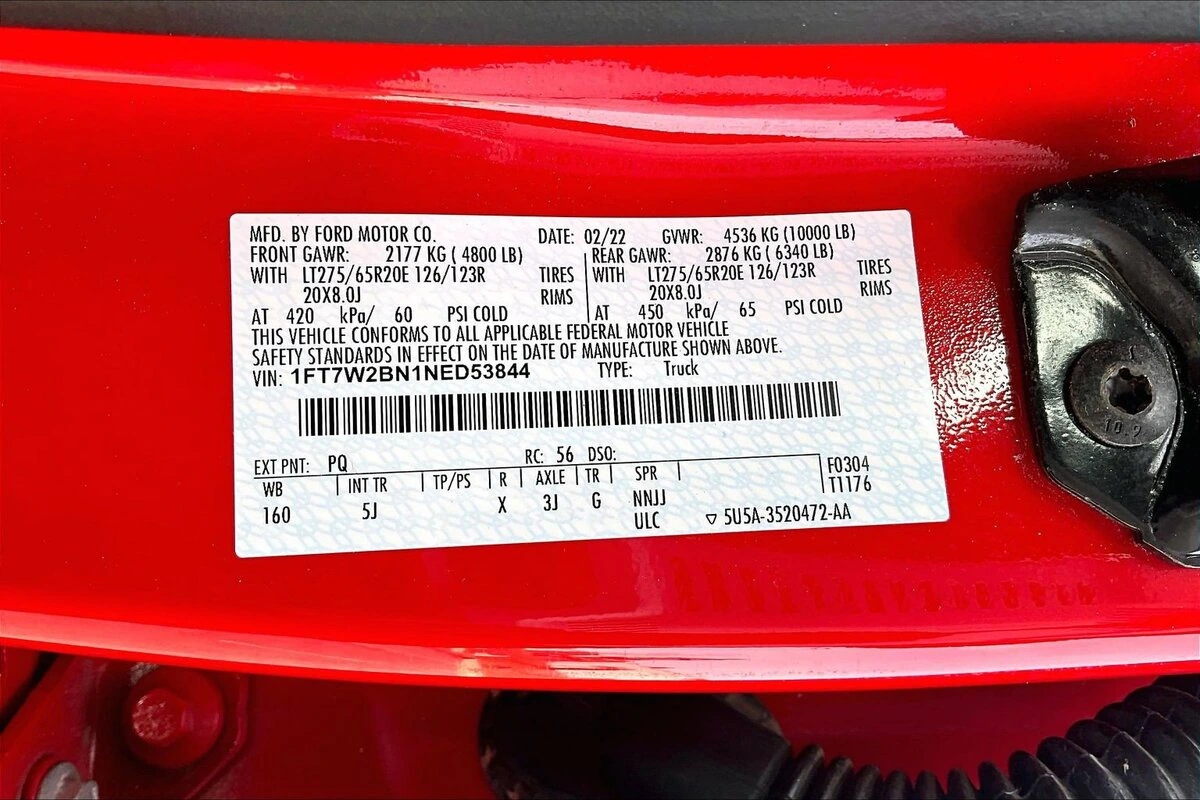 MFD. BY FORD MOTOR CO. DATE: 02/22 GVWR: 4536 KG (10000 LB)
FRONT GAWR: 2177 KG ( 4800 LB) REAR GAWR: 2876 KG ( 6340 LB)
WITH LT275/65R20E 126/123R TIRES WITH LT275/65R20E 126/123R TIRES
20X8.0J RIMS 20X8.0J RIMS
AT 420 kPa/ 60 PSI COLD AT 450 kPa/ 65 PSI COLD
THIS VEHICLE CONFORMS TO ALL APPLICABLE FEDERAL MOTOR VEHICLE
SAFETY STANDARDS IN EFFECT ON THE DATE OF MANUFACTURE SHOWN ABOVE.
VIN: 1FT7W2BN1NED53844 TYPE: Truck
EXT PNT: PQ RC: 56 DSO:
WB INT TR TP/PS R AXLE TR SPR F0304
160 5J X 3J G NNJJ T1176
ULC ▽ 5U5A-3520472-AA
10.9